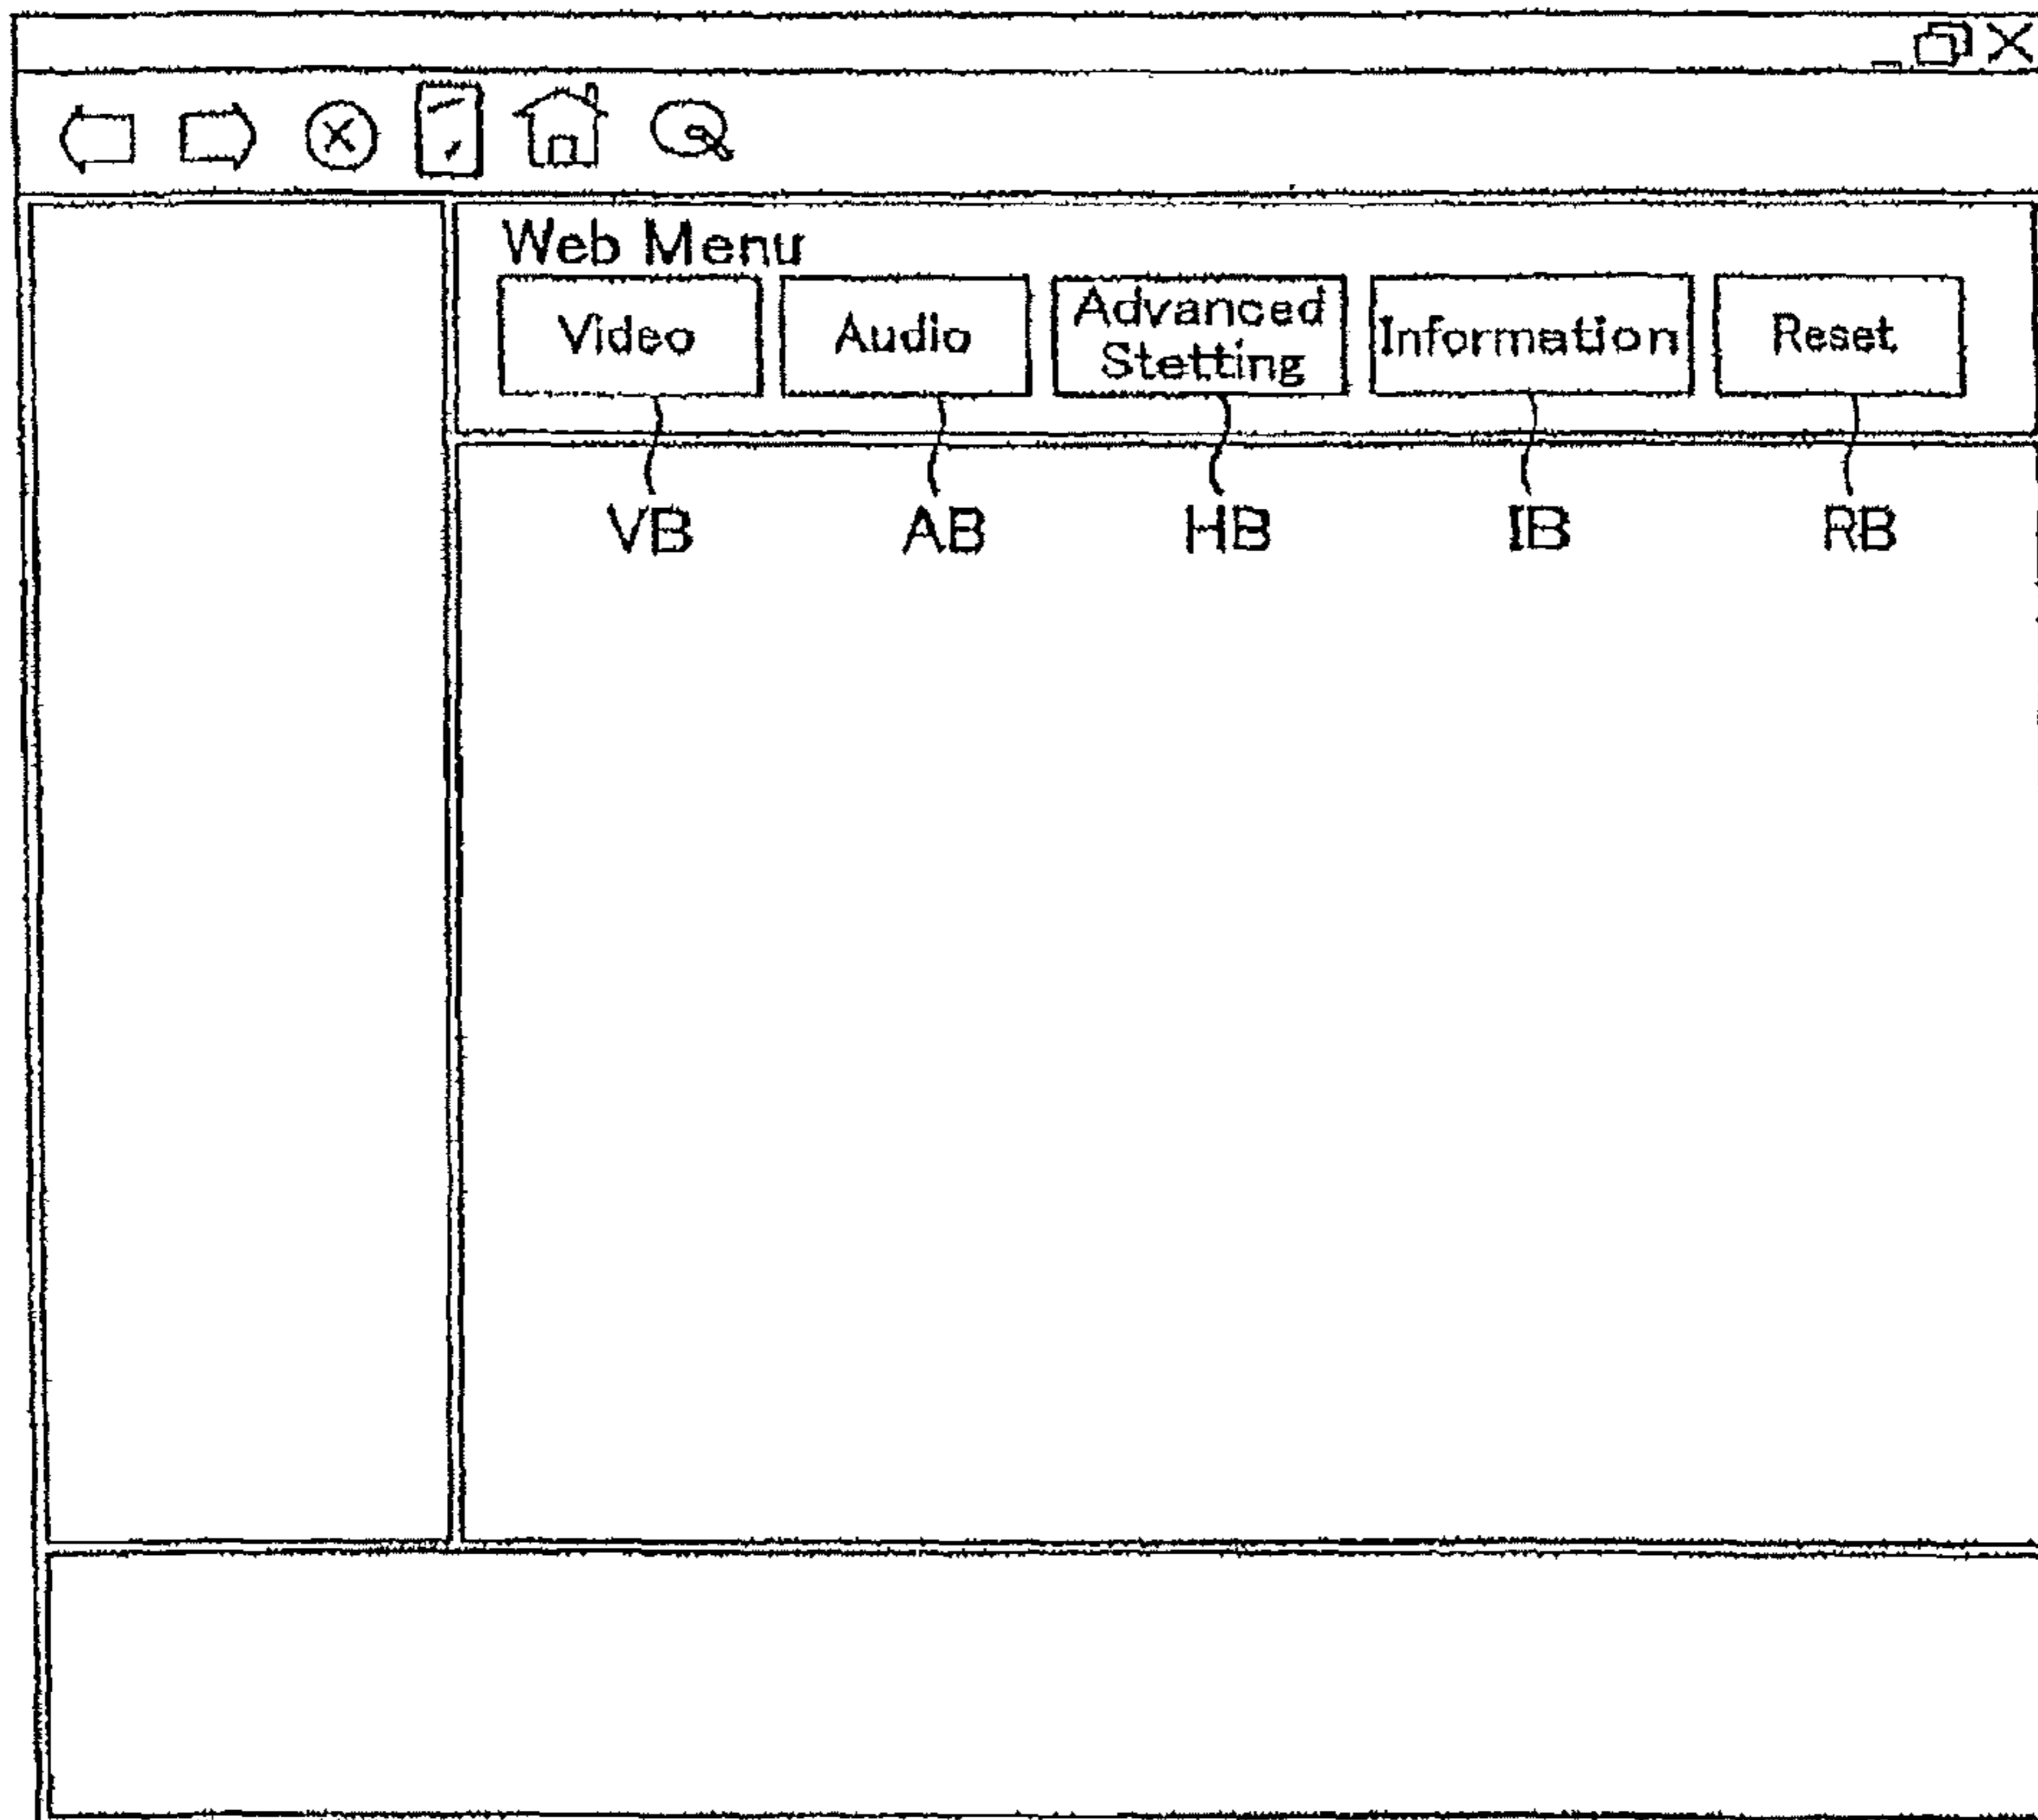 Web Menu
Video
Audio
Advanced
Stetting
Information
Reset
VB AB HB IB RB